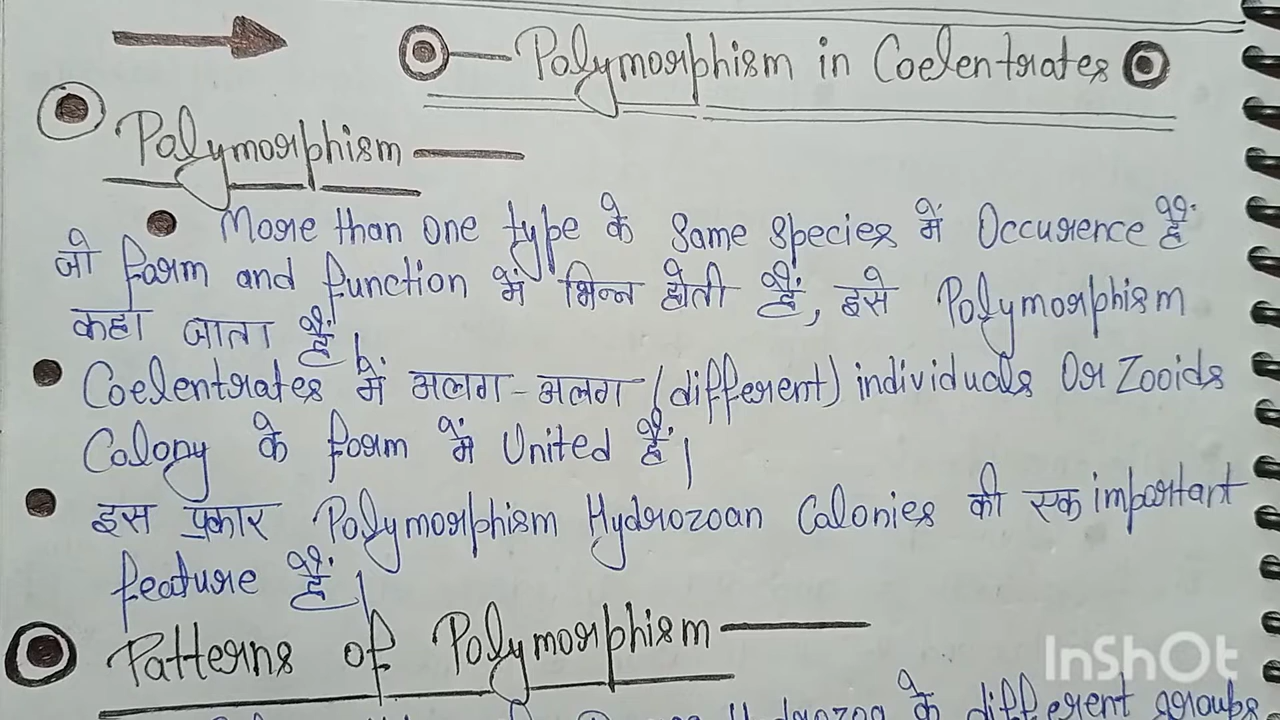 Polymorphism in Coelentrates
Polymorphism
More than one type के Same Species में Occurence हैं
जो form and function में भिन्न होती हैं, इसे Polymorphism
कहा जाता हैं।
Coelentrates में अलग-अलग (different) individuals Or Zooids
Colony के form में United हैं।
इस प्रकार Polymorphism Hydrozoan Colonies की एक important
feature हैं।
Patterns of Polymorphism
के different groups
InShOt